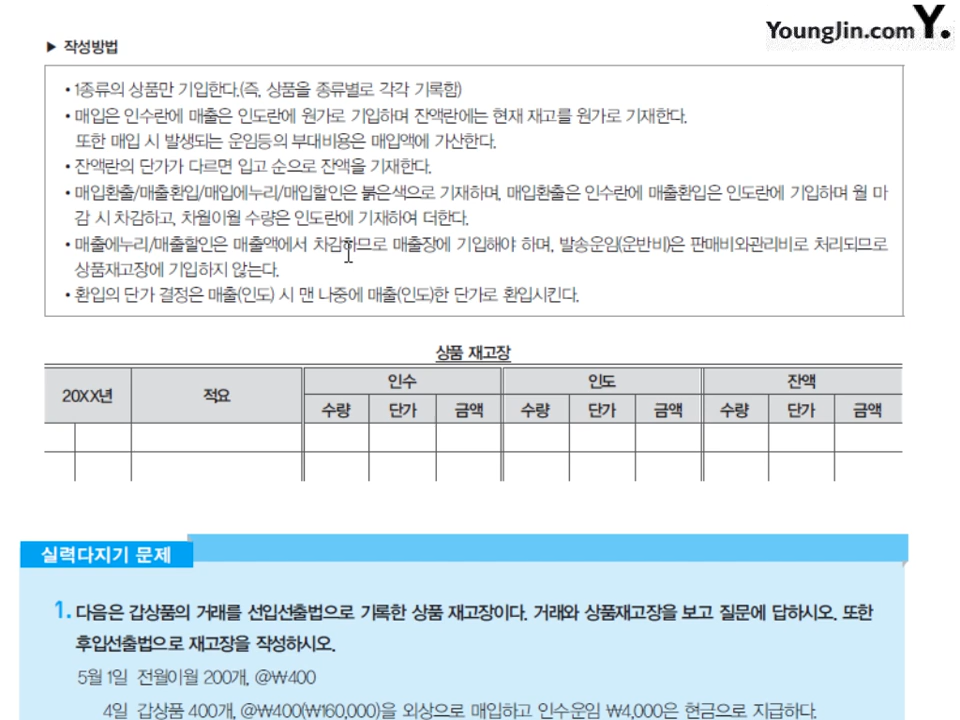 YoungJin.com Y.
▶ 작성방법
• 1종류의 상품만 기입한다.(즉, 상품을 종류별로 각각 기록함)
• 매입은 인수란에 매출은 인도란에 원가로 기입하며 잔액란에는 현재 재고를 원가로 기재한다.
또한 매입 시 발생되는 운임등의 부대비용은 매입액에 가산한다.
• 잔액란의 단가가 다르면 입고 순으로 잔액을 기재한다.
• 매입환출/매출환입/매입에누리/매입할인은 붉은색으로 기재하며, 매입환출은 인수란에 매출환입은 인도란에 기입하며 월 마
감 시 차감하고, 차월이월 수량은 인도란에 기재하여 더한다.
• 매출에누리/매출할인은 매출액에서 차감하므로 매출장에 기입해야 하며, 발송운임(운반비)은 판매비와관리비로 처리되므로
상품재고장에 기입하지 않는다.
• 환입의 단가 결정은 매출(인도) 시 맨 나중에 매출(인도)한 단가로 환입시킨다.
상품 재고장
20XX년 적요 인수 인도 잔액
수량 단가 금액 수량 단가 금액 수량 단가 금액
실력다지기 문제
1. 다음은 갑상품의 거래를 선입선출법으로 기록한 상품 재고장이다. 거래와 상품재고장을 보고 질문에 답하시오. 또한
후입선출법으로 재고장을 작성하시오.
5월 1일 전월이월 200개, @₩400
4일 갑상품 400개, @₩400(₩160,000)을 외상으로 매입하고 인수운임 ₩4,000은 현금으로 지급하다.